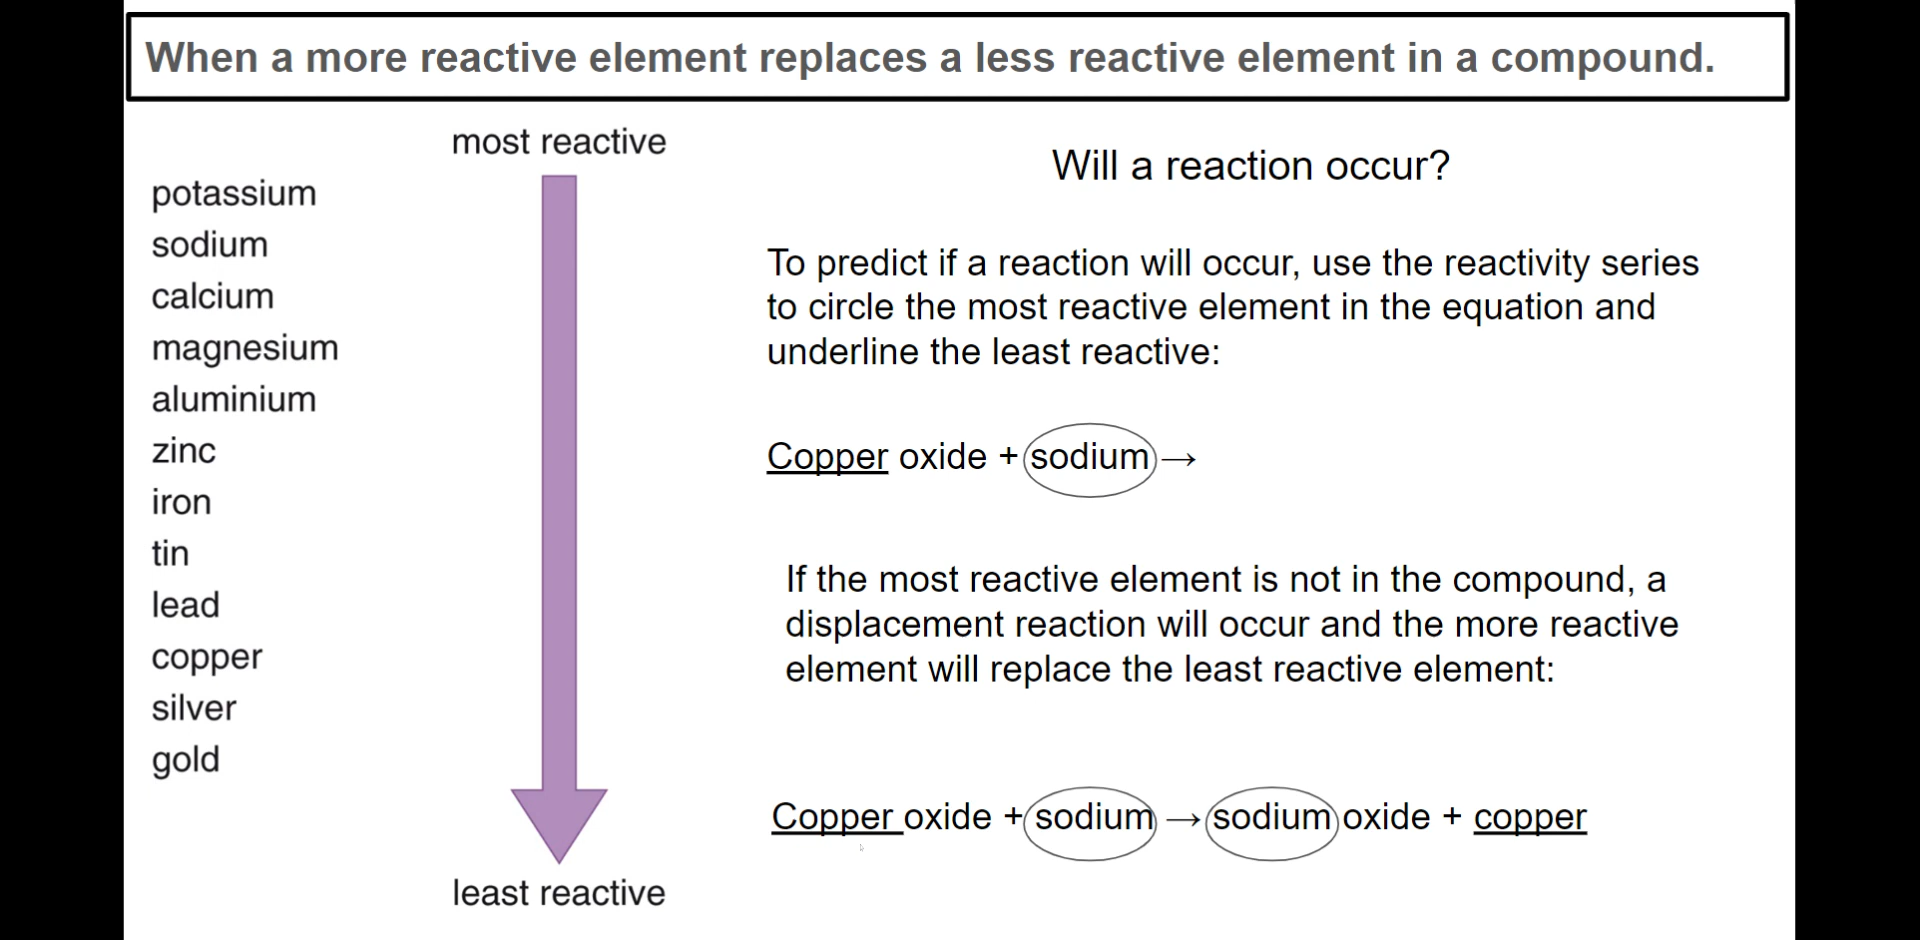 When a more reactive element replaces a less reactive element in a compound.
most reactive
potassium
sodium
calcium
magnesium
aluminium
zinc
iron
tin
lead
copper
silver
gold
least reactive
Will a reaction occur?
To predict if a reaction will occur, use the reactivity series
to circle the most reactive element in the equation and
underline the least reactive:
Copper oxide + sodium →
If the most reactive element is not in the compound, a
displacement reaction will occur and the more reactive
element will replace the least reactive element:
Copper oxide + sodium → sodium oxide + copper